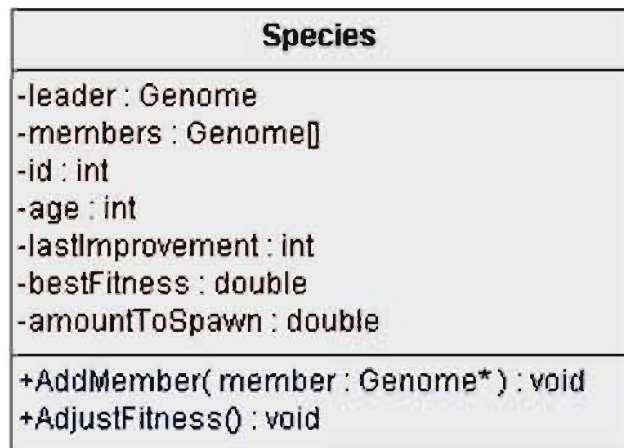 Species
-leader : Genome
-members : Genome[]
-id : int
-age : int
-lastImprovement : int
-bestFitness : double
-amountToSpawn : double
+AddMember( member : Genome* ) : void
+AdjustFitness() : void